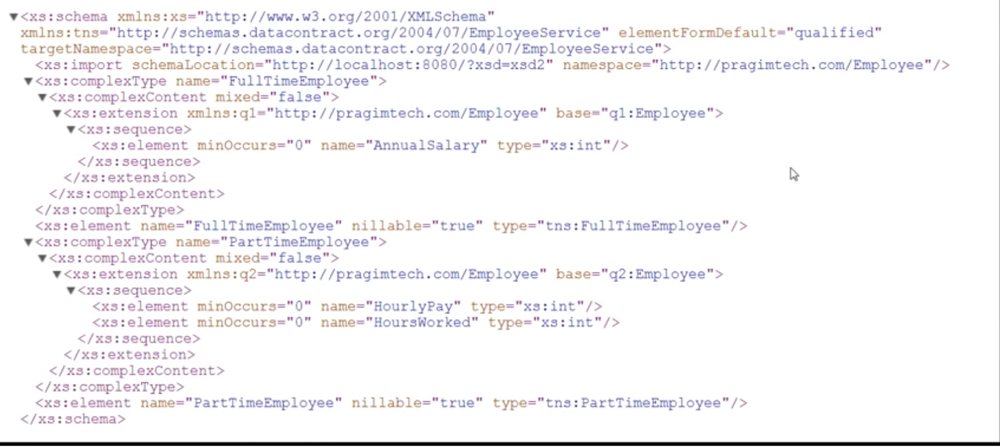 ▼<xs:schema xmlns:xs="http://www.w3.org/2001/XMLSchema"
xmlns:tns="http://schemas.datacontract.org/2004/07/EmployeeService" elementFormDefault="qualified"
targetNamespace="http://schemas.datacontract.org/2004/07/EmployeeService">
<xs:import schemaLocation="http://localhost:8080/?xsd=xsd2" namespace="http://pragimtech.com/Employee"/>
▼<xs:complexType name="FullTimeEmployee">
▼<xs:complexContent mixed="false">
▼<xs:extension xmlns:q1="http://pragimtech.com/Employee" base="q1:Employee">
▼<xs:sequence>
<xs:element minOccurs="0" name="AnnualSalary" type="xs:int"/>
</xs:sequence>
</xs:extension>
</xs:complexContent>
</xs:complexType>
<xs:element name="FullTimeEmployee" nillable="true" type="tns:FullTimeEmployee"/>
▼<xs:complexType name="PartTimeEmployee">
▼<xs:complexContent mixed="false">
▼<xs:extension xmlns:q2="http://pragimtech.com/Employee" base="q2:Employee">
▼<xs:sequence>
<xs:element minOccurs="0" name="HourlyPay" type="xs:int"/>
<xs:element minOccurs="0" name="HoursWorked" type="xs:int"/>
</xs:sequence>
</xs:extension>
</xs:complexContent>
</xs:complexType>
<xs:element name="PartTimeEmployee" nillable="true" type="tns:PartTimeEmployee"/>
</xs:schema>